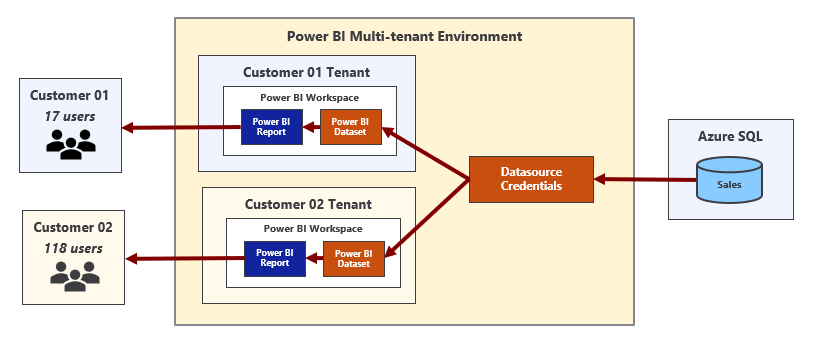 Power BI Multi-tenant Environment
Customer 01
17 users
Customer 01 Tenant
Power BI Workspace
Power BI
Report
Power BI
Dataset
Customer 02
118 users
Customer 02 Tenant
Power BI Workspace
Power BI
Report
Power BI
Dataset
Datasource
Credentials
Azure SQL
Sales